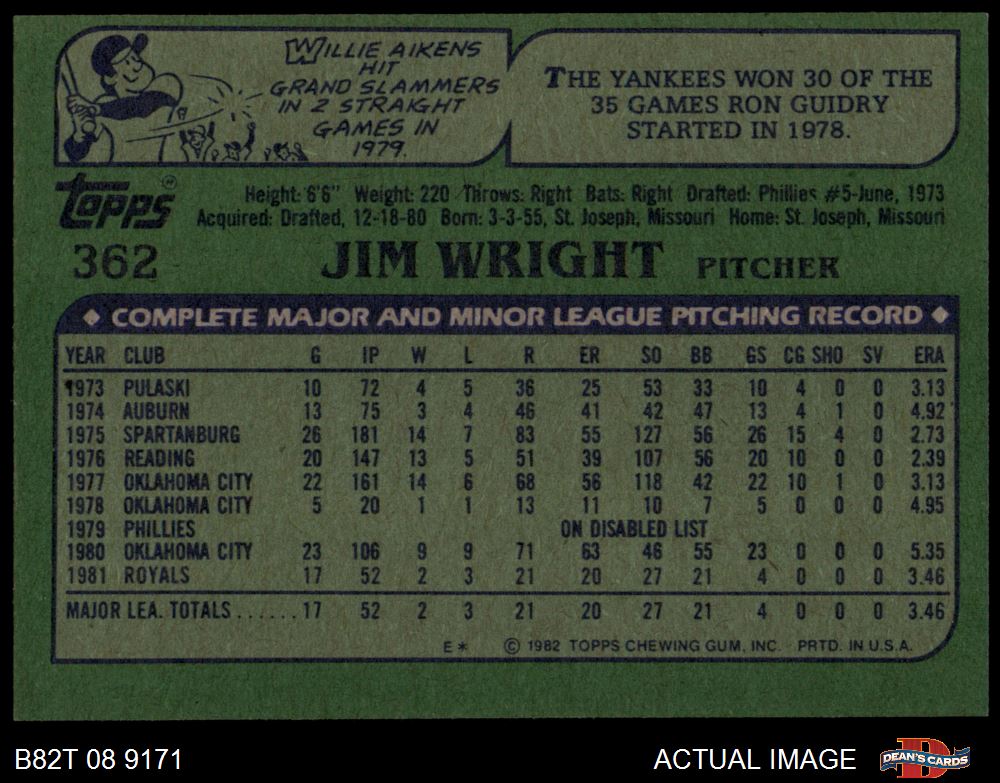 WILLIE AIKENS
HIT
GRAND SLAMMERS
IN 2 STRAIGHT
GAMES IN
1979.
THE YANKEES WON 30 OF THE
35 GAMES RON GUIDRY
STARTED IN 1978.
topps ®
Height: 6'6" Weight: 220 Throws: Right Bats: Right Drafted: Phillies #5-June, 1973
Acquired: Drafted, 12-18-80 Born: 3-3-55, St. Joseph, Missouri Home: St. Joseph, Missouri
362 JIM WRIGHT PITCHER
◆ COMPLETE MAJOR AND MINOR LEAGUE PITCHING RECORD ◆
YEAR CLUB G IP W L R ER SO BB GS CG SHO SV ERA
1973 PULASKI 10 72 4 5 36 25 53 33 10 4 0 0 3.13
1974 AUBURN 13 75 3 4 46 41 42 47 13 4 1 0 4.92
1975 SPARTANBURG 26 181 14 7 83 55 127 56 26 15 4 0 2.73
1976 READING 20 147 13 5 51 39 107 56 20 10 0 0 2.39
1977 OKLAHOMA CITY 22 161 14 6 68 56 118 42 22 10 1 0 3.13
1978 OKLAHOMA CITY 5 20 1 1 13 11 10 7 5 0 0 0 4.95
1979 PHILLIES ON DISABLED LIST
1980 OKLAHOMA CITY 23 106 9 9 71 63 46 55 23 0 0 0 5.35
1981 ROYALS 17 52 2 3 21 20 27 21 4 0 0 0 3.46
MAJOR LEA. TOTALS ...... 17 52 2 3 21 20 27 21 4 0 0 0 3.46
E* © 1982 TOPPS CHEWING GUM, INC. PRTD. IN U.S.A.
B82T 08 9171 ACTUAL IMAGE D DEAN'S CARDS